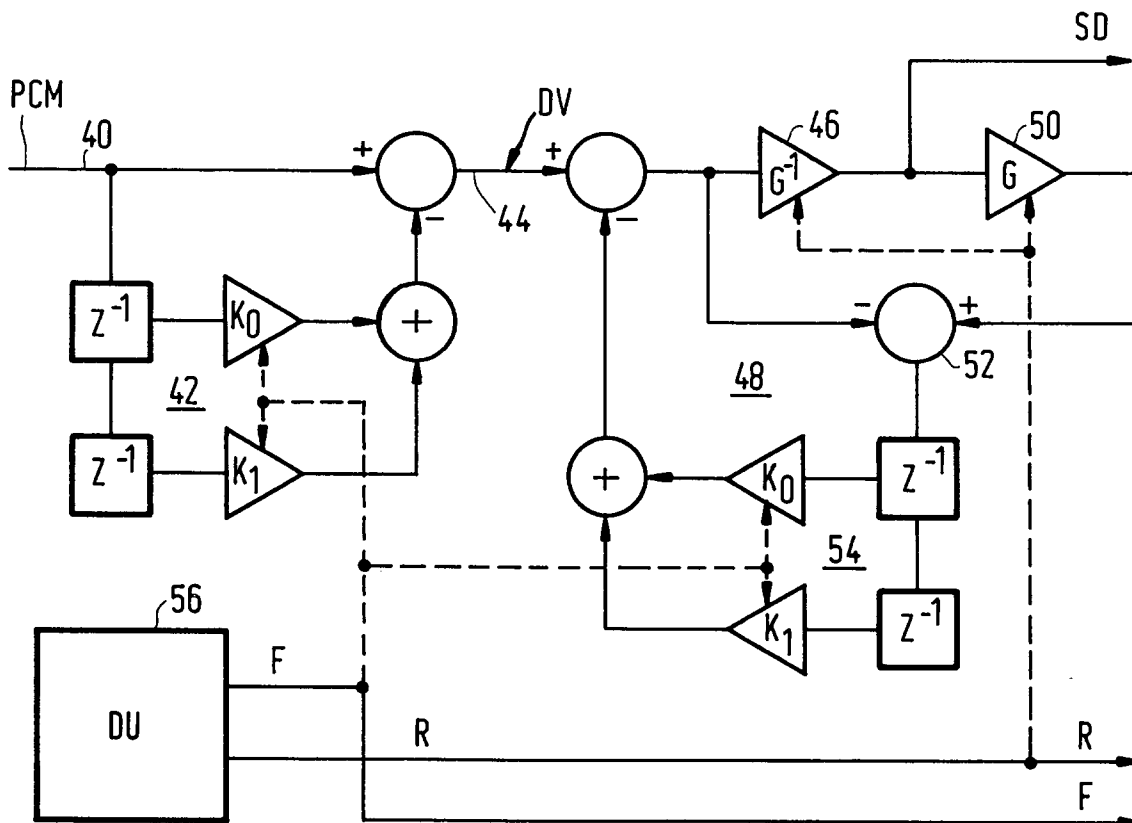 SD
PCM
40
DV
46
50
+
+
G⁻¹
G
−
44
−
Z⁻¹
K₀
+
−
+
52
42
48
Z⁻¹
K₁
+
K₀
Z⁻¹
54
56
K₁
Z⁻¹
F
DU
R
R
F